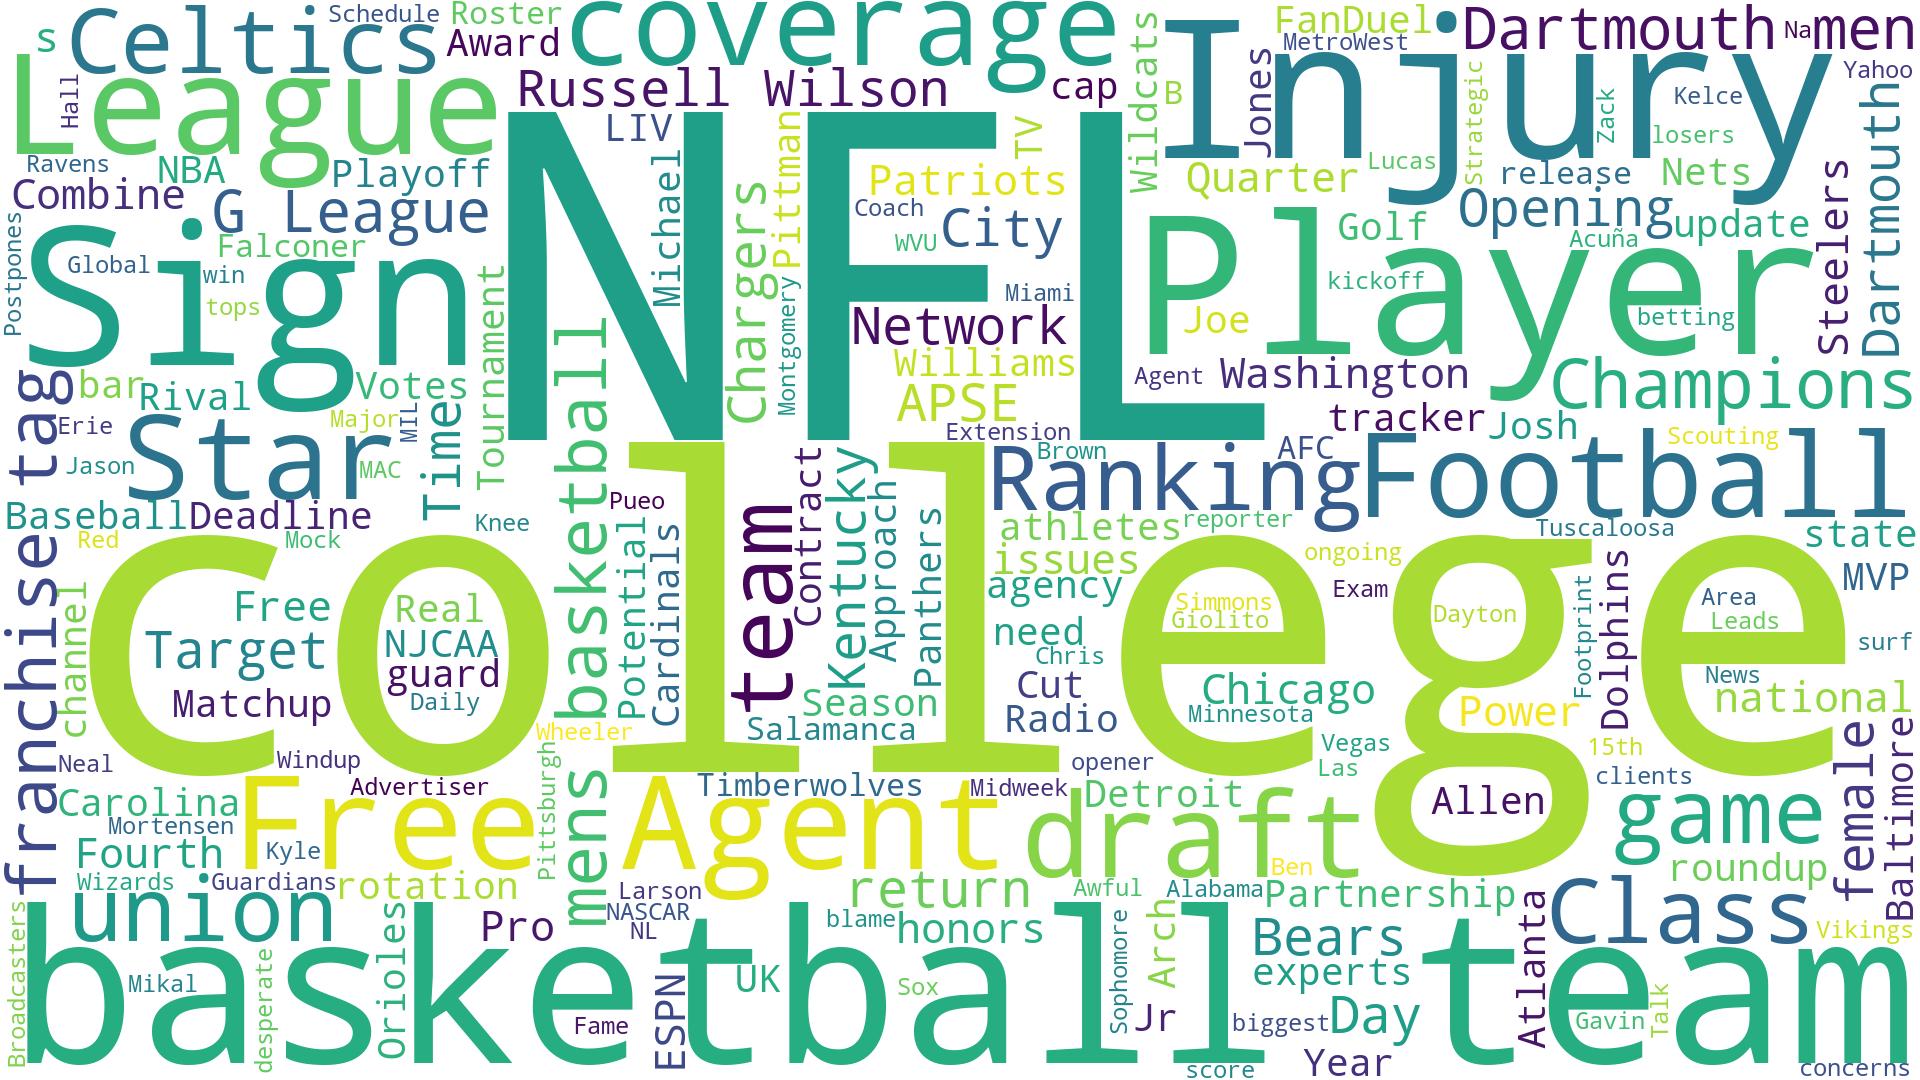 s
Celtics
Schedule
Roster
Award
coverage
Wildcats
FanDuel
MetroWest
Dartmouth
Na
men
Yahoo
Hall
League
Russell Wilson
cap
B
Injury
Jones
Strategic
Zack
Kelce
losers
Dartmouth
Ravens
NBA
Playoff
LIV
Michael
NFL
Pittman
TV
Patriots
Quarter
Lucas
release
Nets
Combine
G League
Chargers
Coach
WVU
City
Player
Golf
Opening
update
Acuña
Steelers
Postpones
Sign
Falconer
Global
win
tops
Tournament
Montgomery
Miami
Network
Joe
kickoff
betting
franchise tag
bar
Rival
Votes
Time
mens basketball
Williams
APSE
Agent
Washington
Champions
Erie
Major
MIL
Extension
tracker
Josh
Scouting
Jason
Star
MAC
Ranking
Brown
AFC
Football
Baseball
Deadline
Knee
Pueo
team
Contract
Kentucky
Approach
Panthers
athletes
reporter
Tuscaloosa
state
Red
Mock
Potential
Cardinals
issues
ongoing
Dolphins
MVP
channel
college
Free
Real
agency
Simmons
Giolito
Exam
Dayton
Footprint
Area
Leads
Target
NJCAA
guard
need
Chris
surf
Matchup
Daily
Season
Cut
Chicago
News
national
Salamanca
Radio
Minnesota
Power
Wheeler
Neal
Windup
Pittsburgh
opener
Vegas
Las
15th
clients
female
Baltimore
Advertiser
Timberwolves
Midweek
Detroit
Allen
Carolina
Free Agent
draft
game
Mortensen
Fourth
Kyle
Ben
roundup
Wizards
Guardians
rotation
Larson
return
Awful
Alabama
Partnership
Broadcasters
union
Pro
NASCAR
NL
blame
honors
Arch
Bears
Atlanta
Class
Vikings
basketball team
Mikal
desperate
Orioles
ESPN
UK
Sox
Sophomore
experts
Fame
Jr
biggest
Day
Gavin
Talk
score
Year
concerns